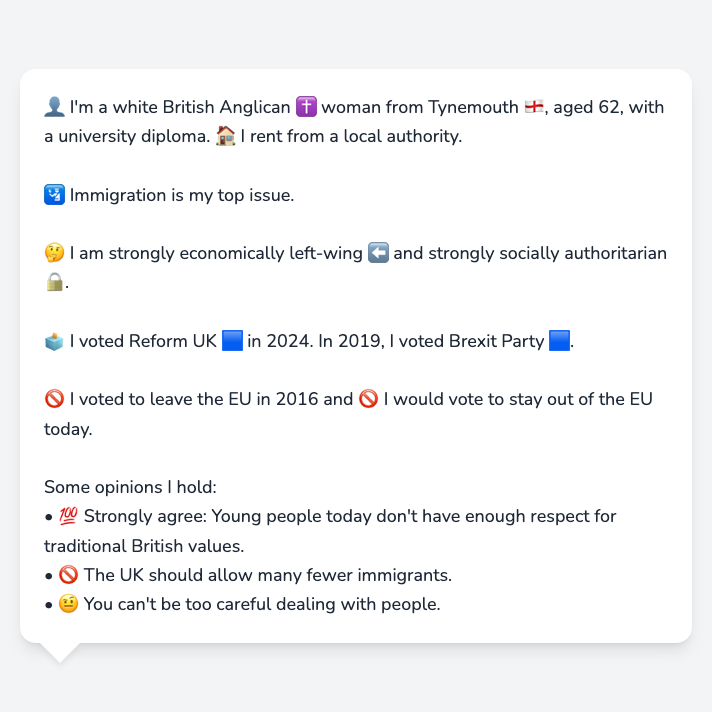 👤 I'm a white British Anglican ✝️ woman from Tynemouth 🏴󠁧󠁢󠁥󠁮󠁧󠁿, aged 62, with
a university diploma. 🏠 I rent from a local authority.
🛂 Immigration is my top issue.
🤔 I am strongly economically left-wing ⬅️ and strongly socially authoritarian
🔒.
🗳️ I voted Reform UK 🟦 in 2024. In 2019, I voted Brexit Party 🟦.
🚫 I voted to leave the EU in 2016 and 🚫 I would vote to stay out of the EU
today.
Some opinions I hold:
• 💯 Strongly agree: Young people today don't have enough respect for
traditional British values.
• 🚫 The UK should allow many fewer immigrants.
• 🤨 You can't be too careful dealing with people.